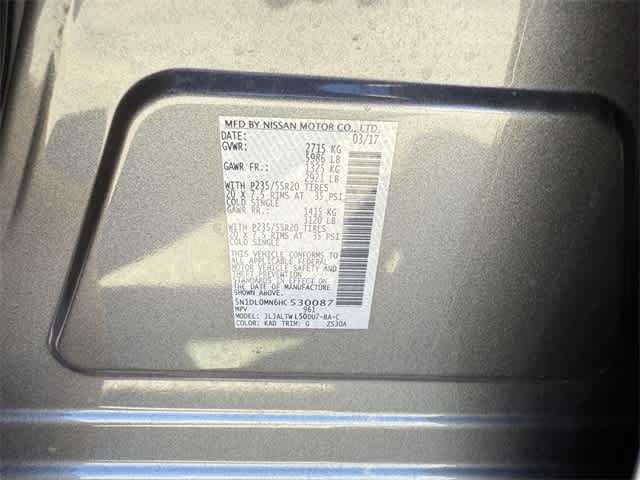 MFD BY NISSAN MOTOR CO., LTD.
DATE: 03/17
GVWR: 2715 KG
5986 LB
GAWR FR.: 1325 KG
2921 LB
WITH P235/55R20 TIRES
20 X 7.5 RIMS AT 35 PSI
COLD SINGLE
GAWR RR.: 1415 KG
3120 LB
WITH P235/55R20 TIRES
20 X 7.5 RIMS AT 35 PSI
COLD SINGLE
THIS VEHICLE CONFORMS TO
ALL APPLICABLE FEDERAL
MOTOR VEHICLE SAFETY AND
THEFT PREVENTION
STANDARDS IN EFFECT ON
THE DATE OF MANUFACTURE
SHOWN ABOVE.
5N1DL0MN6HC530087
MPV 961
MODEL: JLJALTWL50DU7-BA-C
COLOR: KAD TRIM: G ZS30A